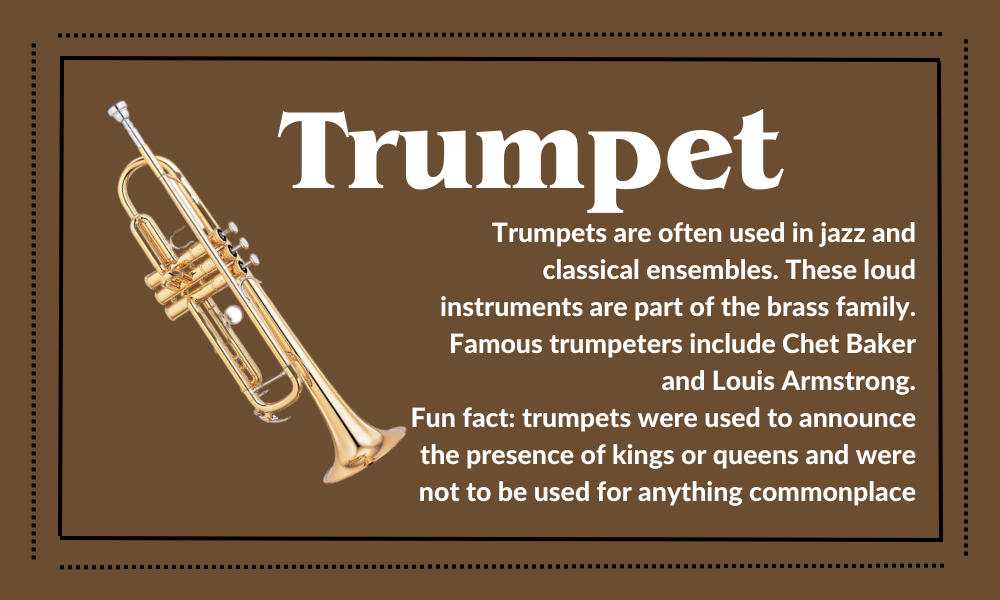 Trumpet
Trumpets are often used in jazz and
classical ensembles. These loud
instruments are part of the brass family.
Famous trumpeters include Chet Baker
and Louis Armstrong.
Fun fact: trumpets were used to announce
the presence of kings or queens and were
not to be used for anything commonplace